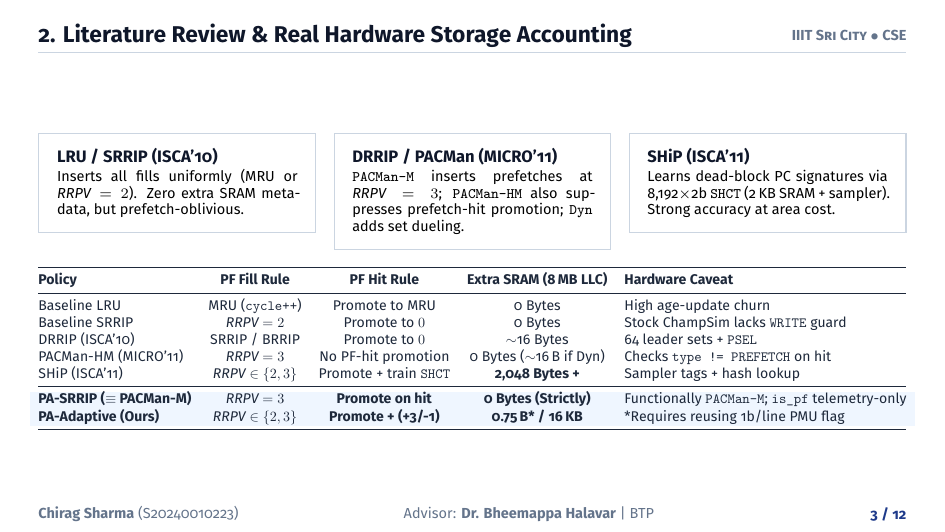 2. Literature Review & Real Hardware Storage Accounting
IIIT Sri City • CSE
LRU / SRRIP (ISCA’10)
Inserts all fills uniformly (MRU or
RRPV = 2). Zero extra SRAM meta-
data, but prefetch-oblivious.
DRRIP / PACMan (MICRO’11)
PACMan-M inserts prefetches at
RRPV = 3; PACMan-HM also sup-
presses prefetch-hit promotion; Dyn
adds set dueling.
SHiP (ISCA’11)
Learns dead-block PC signatures via
8,192×2b SHCT (2 KB SRAM + sampler).
Strong accuracy at area cost.
Policy PF Fill Rule PF Hit Rule Extra SRAM (8 MB LLC) Hardware Caveat
Baseline LRU MRU (cycle++) Promote to MRU 0 Bytes High age-update churn
Baseline SRRIP RRPV = 2 Promote to 0 0 Bytes Stock ChampSim lacks WRITE guard
DRRIP (ISCA’10) SRRIP / BRRIP Promote to 0 ∼16 Bytes 64 leader sets + PSEL
PACMan-HM (MICRO’11) RRPV = 3 No PF-hit promotion 0 Bytes (∼16 B if Dyn) Checks type != PREFETCH on hit
SHiP (ISCA’11) RRPV ∈ {2, 3} Promote + train SHCT 2,048 Bytes + Sampler tags + hash lookup
PA-SRRIP (≡ PACMan-M) RRPV = 3 Promote on hit 0 Bytes (Strictly) Functionally PACMan-M; is_pf telemetry-only
PA-Adaptive (Ours) RRPV ∈ {2, 3} Promote + (+3/-1) 0.75 B* / 16 KB *Requires reusing 1b/line PMU flag
Chirag Sharma (S20240010223)
Advisor: Dr. Bheemappa Halavar | BTP
3 / 12